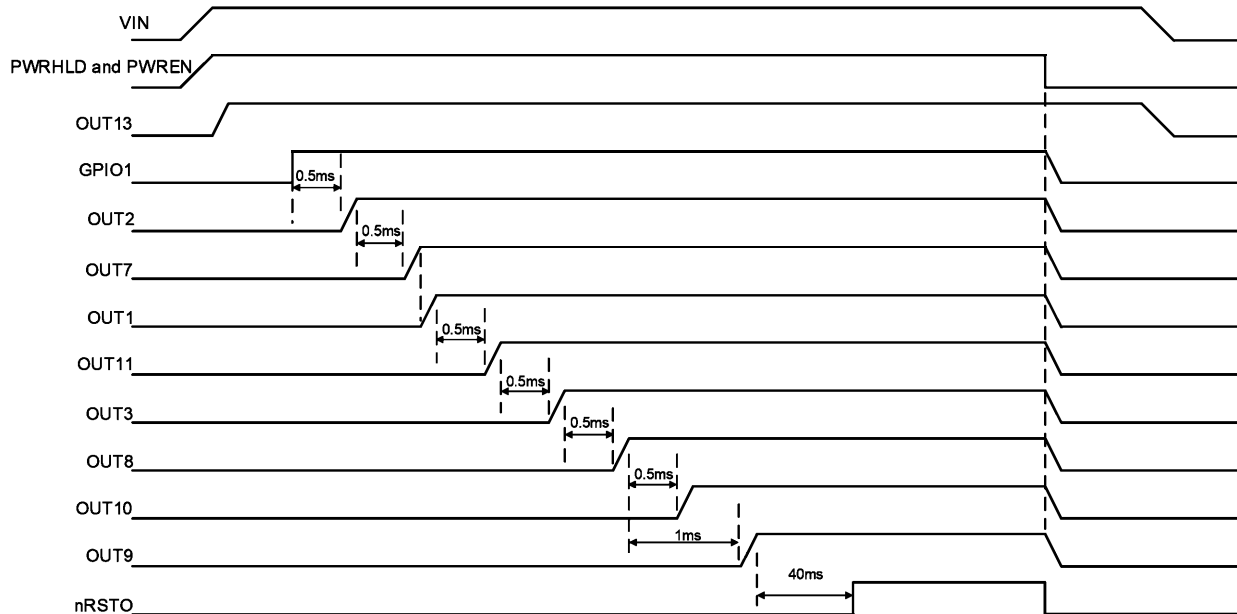 VIN
PWRHLD and PWREN
OUT13
GPIO1
0.5ms
OUT2
0.5ms
OUT7
OUT1
0.5ms
OUT11
0.5ms
OUT3
0.5ms
OUT8
0.5ms
OUT10
1ms
OUT9
40ms
nRSTO